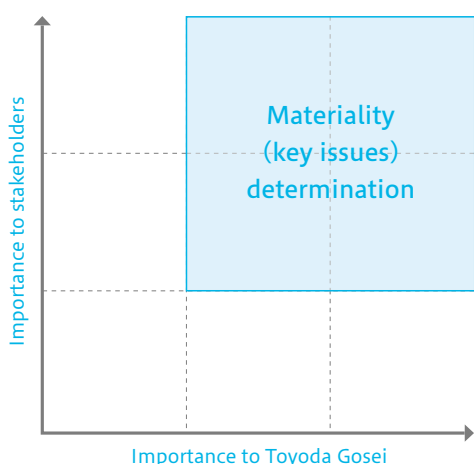 Importance to stakeholders
Materiality
(key issues)
determination
Importance to Toyoda Gosei